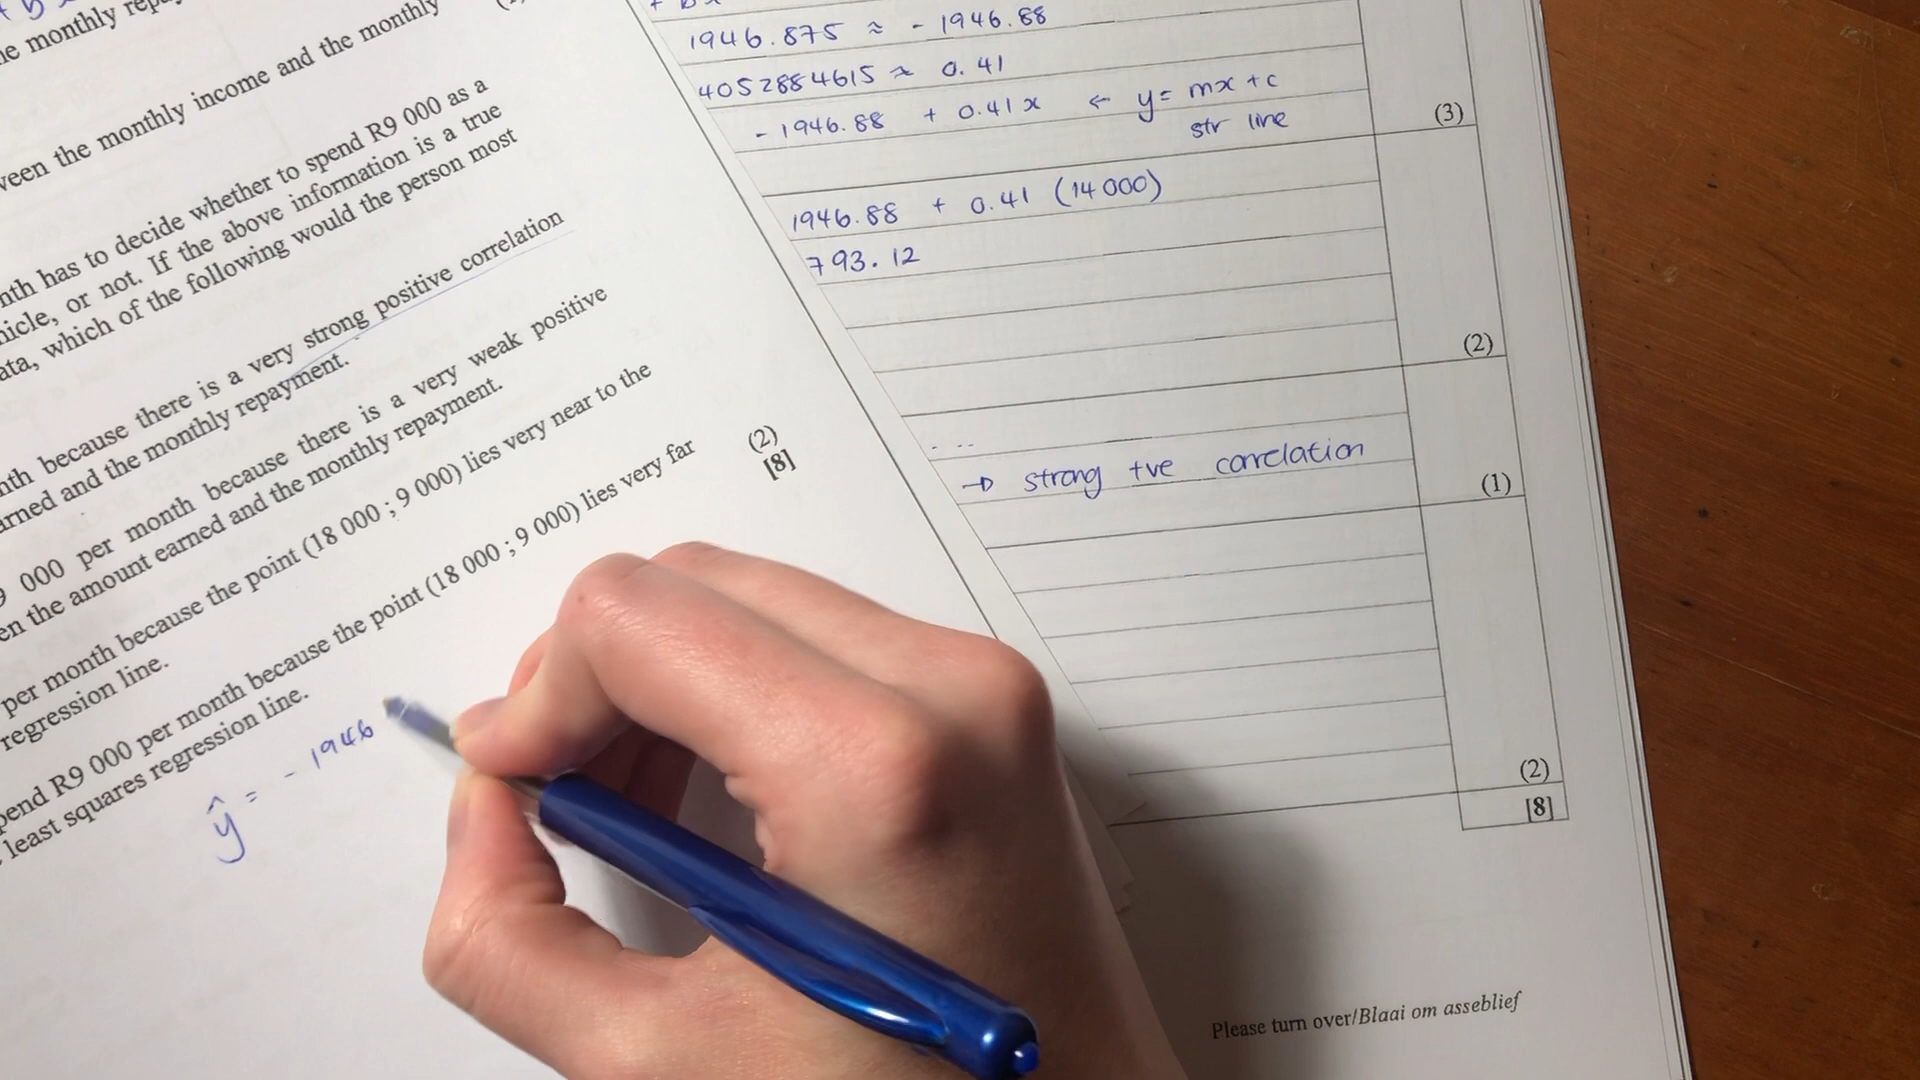 he monthly
veen the monthly income and the monthly
nth has to decide whether to spend R9 000 as a
hicle, or not. If the above information is a true
ata, which of the following would the person most
nth because there is a very strong positive correlation
arned and the monthly repayment.
9 000 per month because there is a very weak positive
en the amount earned and the monthly repayment.
per month because the point (18 000 ; 9 000) lies very near to the
regression line.
pend R9 000 per month because the point (18 000 ; 9 000) lies very far
least squares regression line.
(2)
[8]
ŷ = - 1946
1946.875 ≈ - 1946.88
4052884615 ≈ 0.41
- 1946.88 + 0.41x ← y = mx + c
str line
(3)
1946.88 + 0.41 (14 000)
793.12
(2)
...
→ strong +ve correlation
(1)
(2)
[8]
Please turn over/Blaai om asseblief